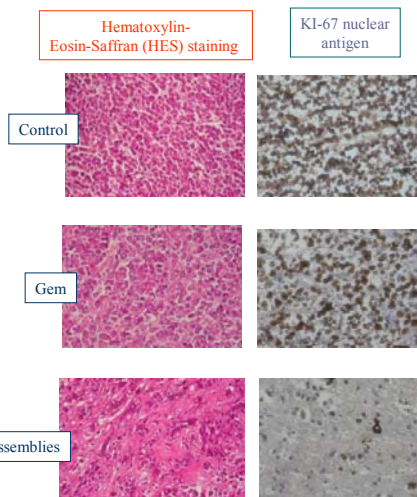 Hematoxylin-
Eosin-Saffran (HES) staining
KI-67 nuclear
antigen
Control
Gem
ssemblies